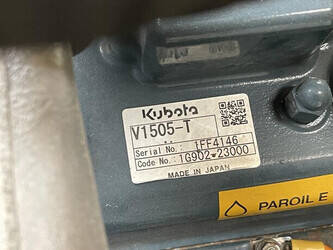 Kubota
V1505-T
Serial No.: 1FF4146
Code No.: 1G902-23000
MADE IN JAPAN
PAROIL E